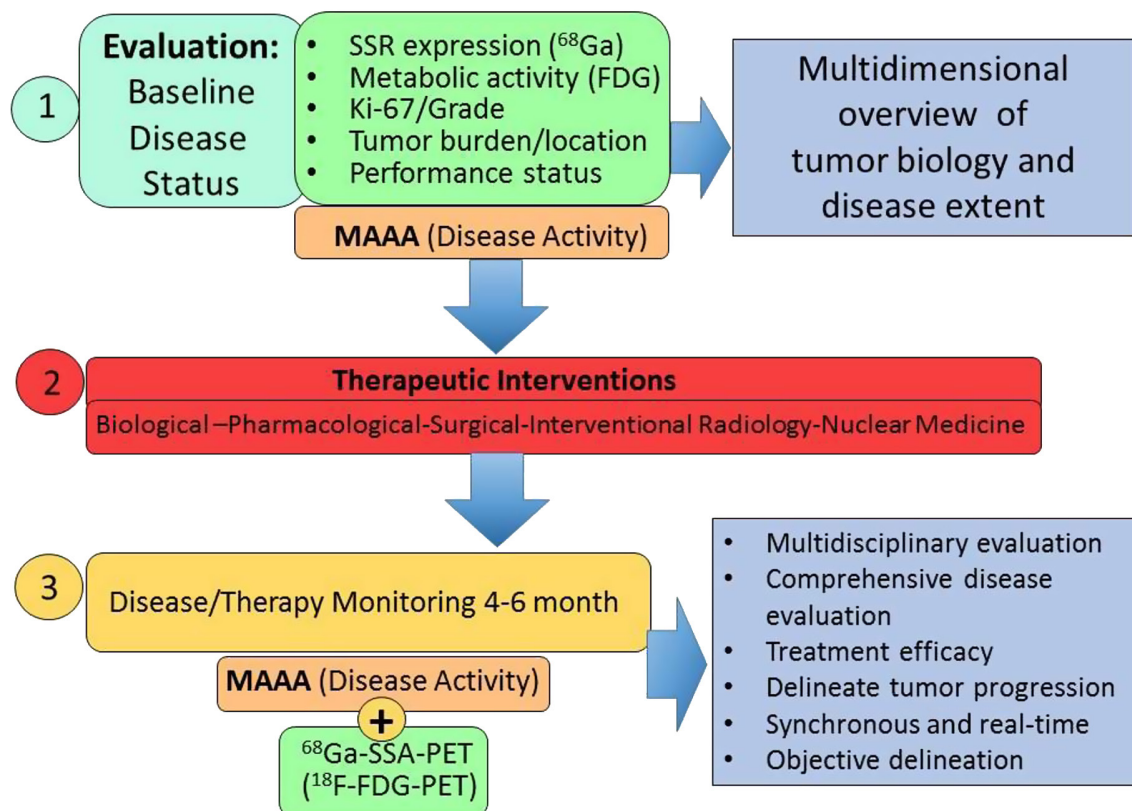 1
Evaluation:
Baseline
Disease
Status
• SSR expression (⁶⁸Ga)
• Metabolic activity (FDG)
• Ki-67/Grade
• Tumor burden/location
• Performance status
MAAA (Disease Activity)
Multidimensional
overview of
tumor biology and
disease extent
2
Therapeutic Interventions
Biological –Pharmacological-Surgical-Interventional Radiology-Nuclear Medicine
3
Disease/Therapy Monitoring 4-6 month
MAAA (Disease Activity)
+
⁶⁸Ga-SSA-PET
(¹⁸F-FDG-PET)
• Multidisciplinary evaluation
• Comprehensive disease
evaluation
• Treatment efficacy
• Delineate tumor progression
• Synchronous and real-time
• Objective delineation